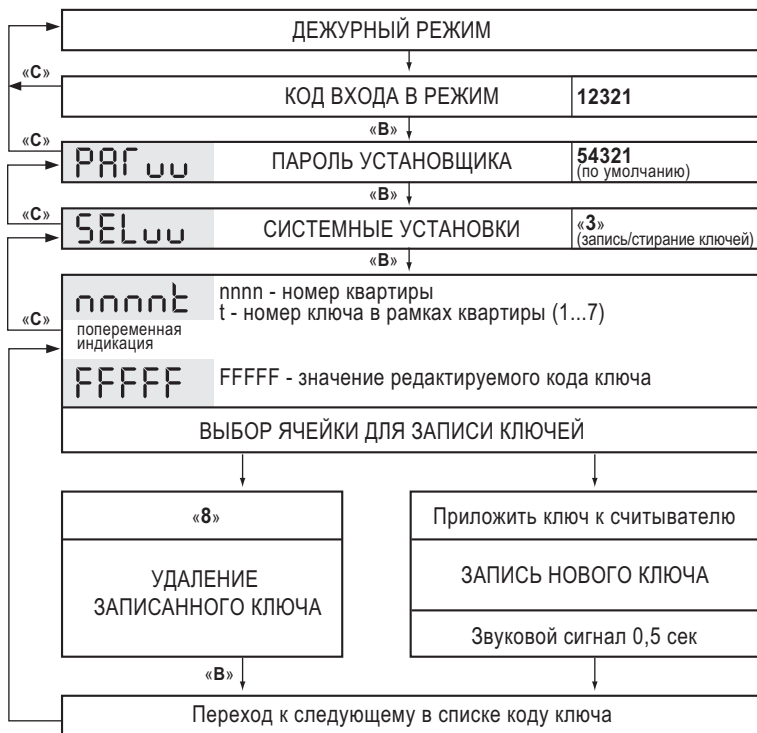 ДЕЖУРНЫЙ РЕЖИМ
«С»
КОД ВХОДА В РЕЖИМ 12321
«В»
«С»
PAГ ЦЦ ПАРОЛЬ УСТАНОВЩИКА 54321
(по умолчанию)
«В»
«С»
SELЦЦ СИСТЕМНЫЕ УСТАНОВКИ «3»
(запись/стирание ключей)
«В»
nnnnt nnnn - номер квартиры
t - номер ключа в рамках квартиры (1...7)
«С»
попеременная
индикация
FFFFF FFFFF - значение редактируемого кода ключа
ВЫБОР ЯЧЕЙКИ ДЛЯ ЗАПИСИ КЛЮЧЕЙ
«8»
УДАЛЕНИЕ
ЗАПИСАННОГО КЛЮЧА
«В»
Приложить ключ к считывателю
ЗАПИСЬ НОВОГО КЛЮЧА
Звуковой сигнал 0,5 сек
Переход к следующему в списке коду ключа